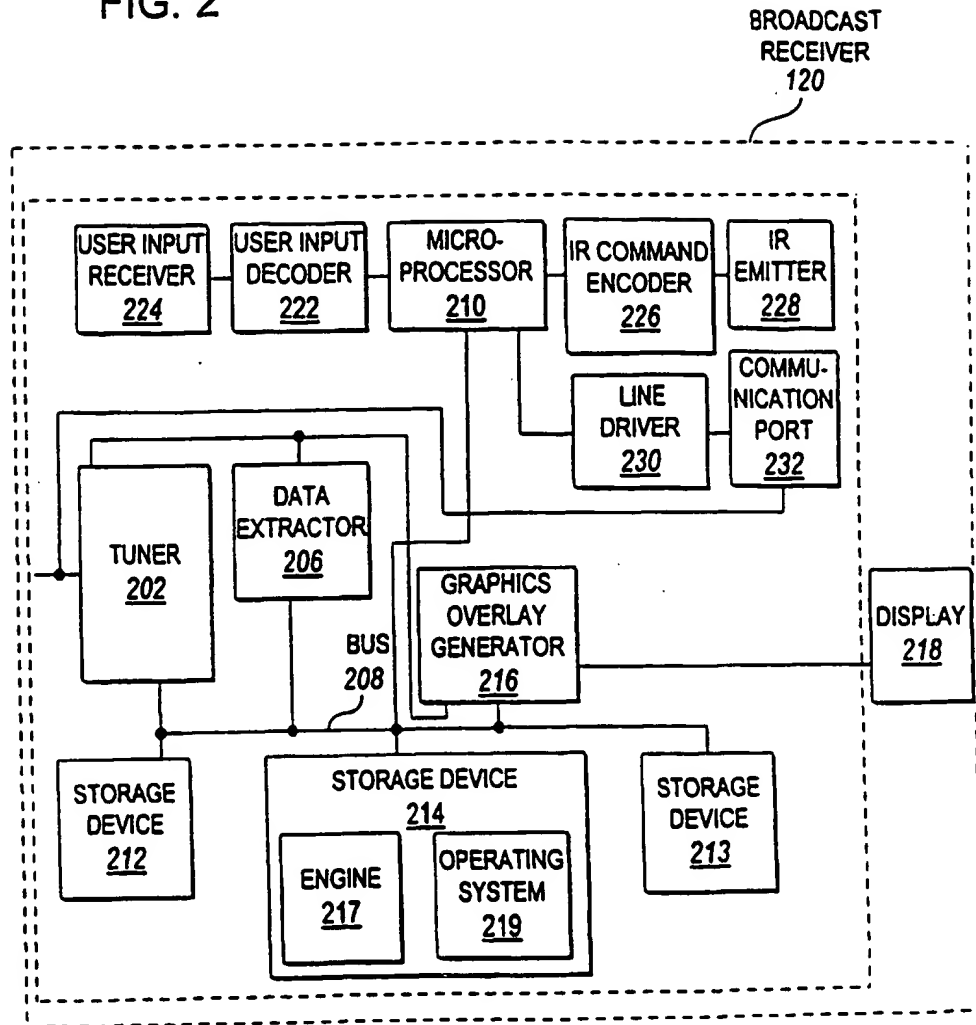 FIG. 2
BROADCAST
RECEIVER
120
USER INPUT
RECEIVER
224
USER INPUT
DECODER
222
MICRO-
PROCESSOR
210
IR COMMAND
ENCODER
226
IR
EMITTER
228
LINE
DRIVER
230
COMMU-
NICATION
PORT
232
TUNER
202
DATA
EXTRACTOR
206
BUS
208
GRAPHICS
OVERLAY
GENERATOR
216
DISPLAY
218
STORAGE
DEVICE
212
STORAGE DEVICE
214
ENGINE
217
OPERATING
SYSTEM
219
STORAGE
DEVICE
213